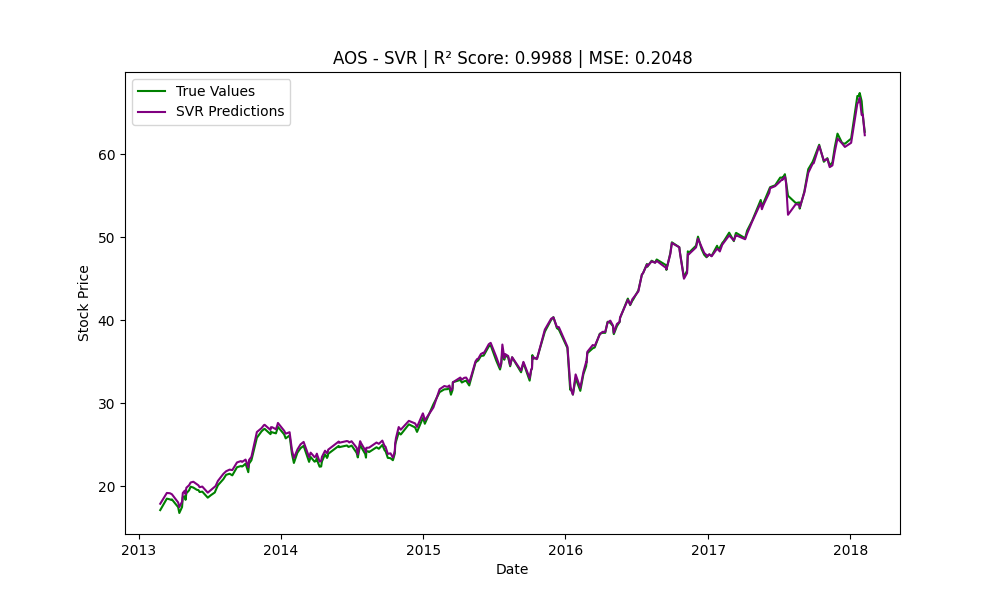 AOS - SVR | R² Score: 0.9988 | MSE: 0.2048
True Values
SVR Predictions
Stock Price
60
50
40
30
20
2013 2014 2015 2016 2017 2018
Date